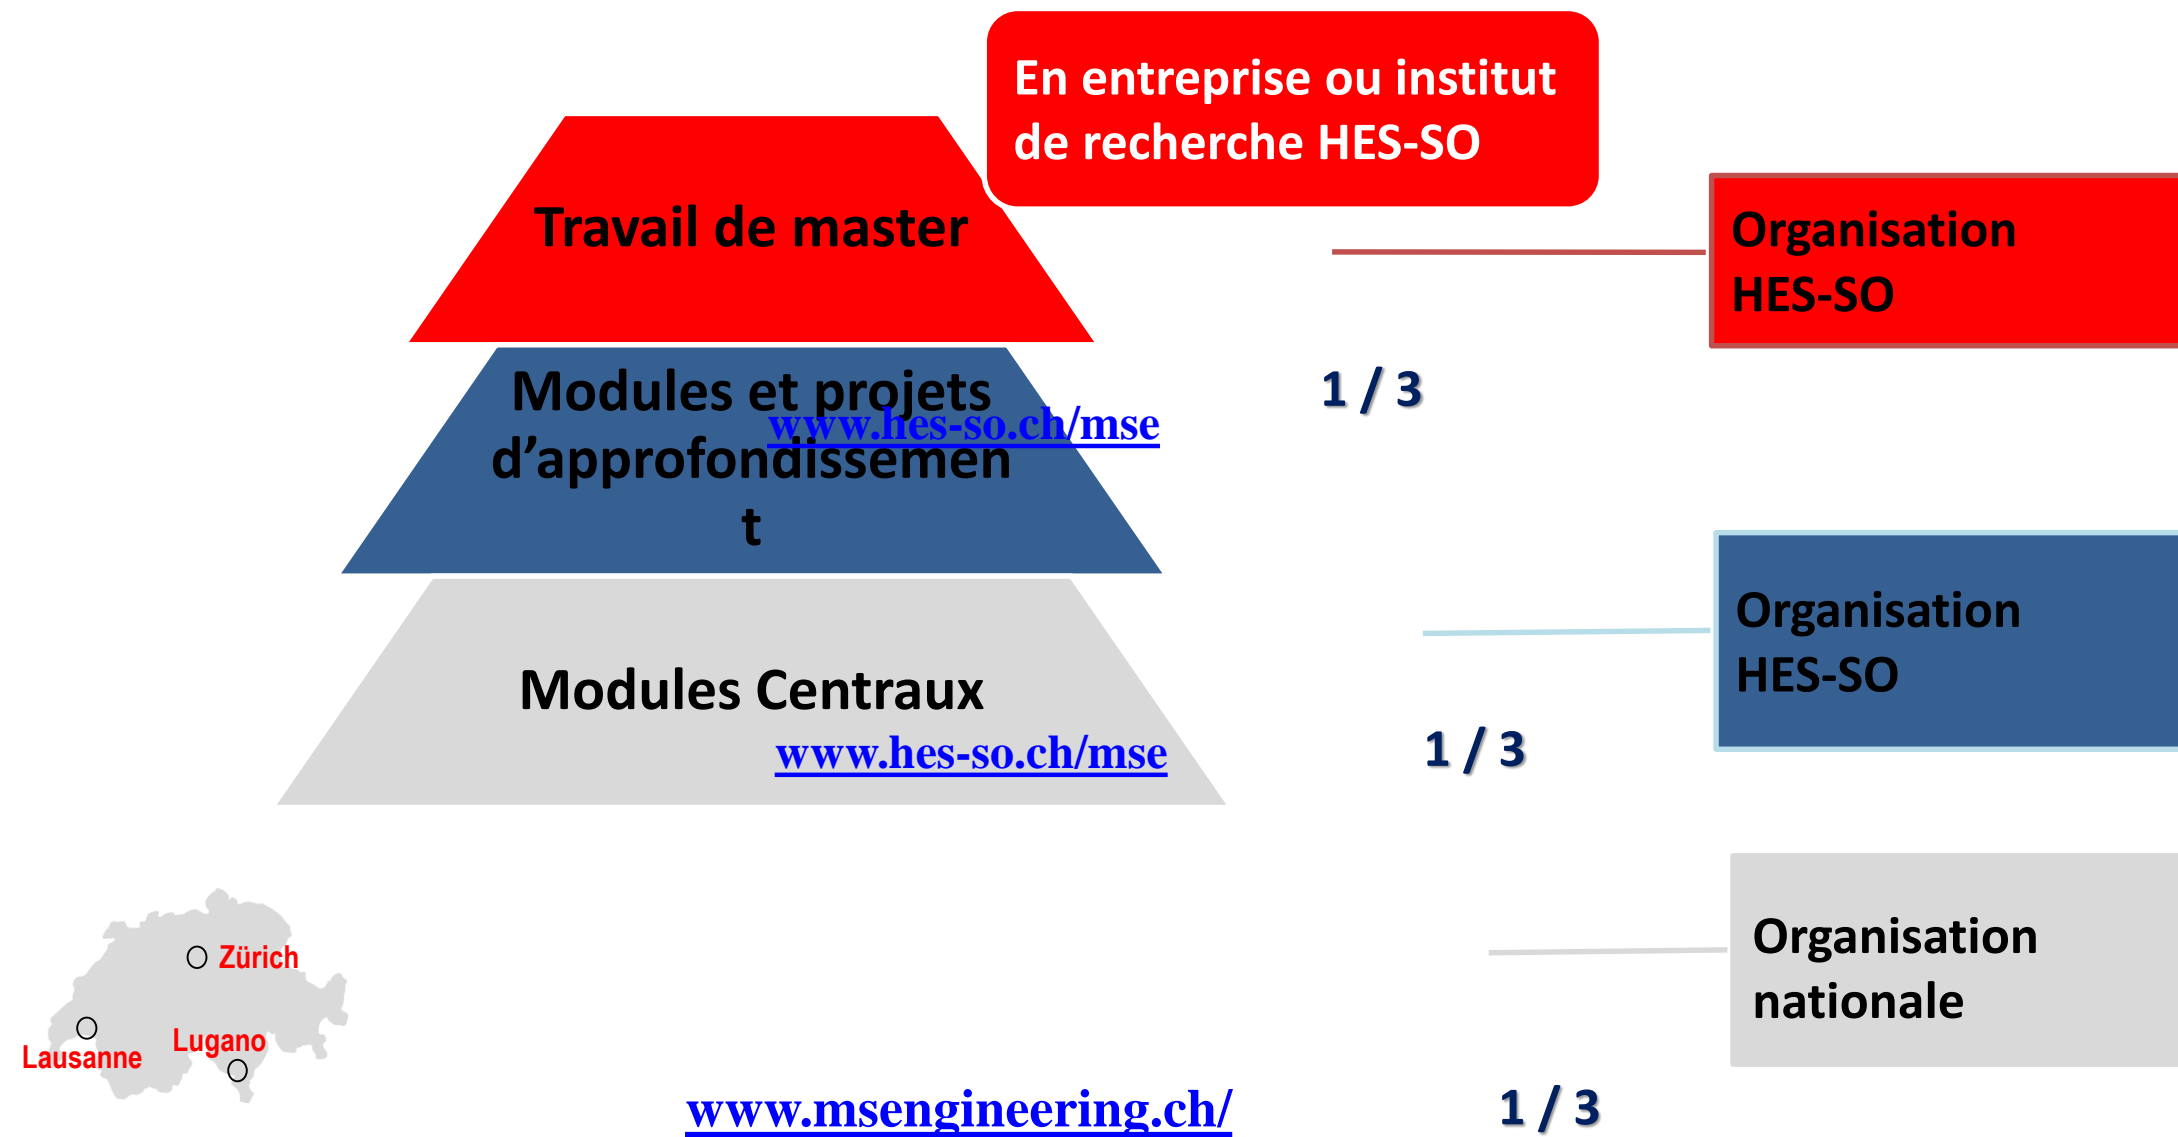 En entreprise ou institut
de recherche HES-SO
Travail de master
Organisation
HES-SO
Modules et projets
d’approfondissemen
t
www.hes-so.ch/mse
1 / 3
Organisation
HES-SO
Modules Centraux
www.hes-so.ch/mse
1 / 3
Organisation
nationale
Zürich
Lugano
Lausanne
www.msengineering.ch/
1 / 3